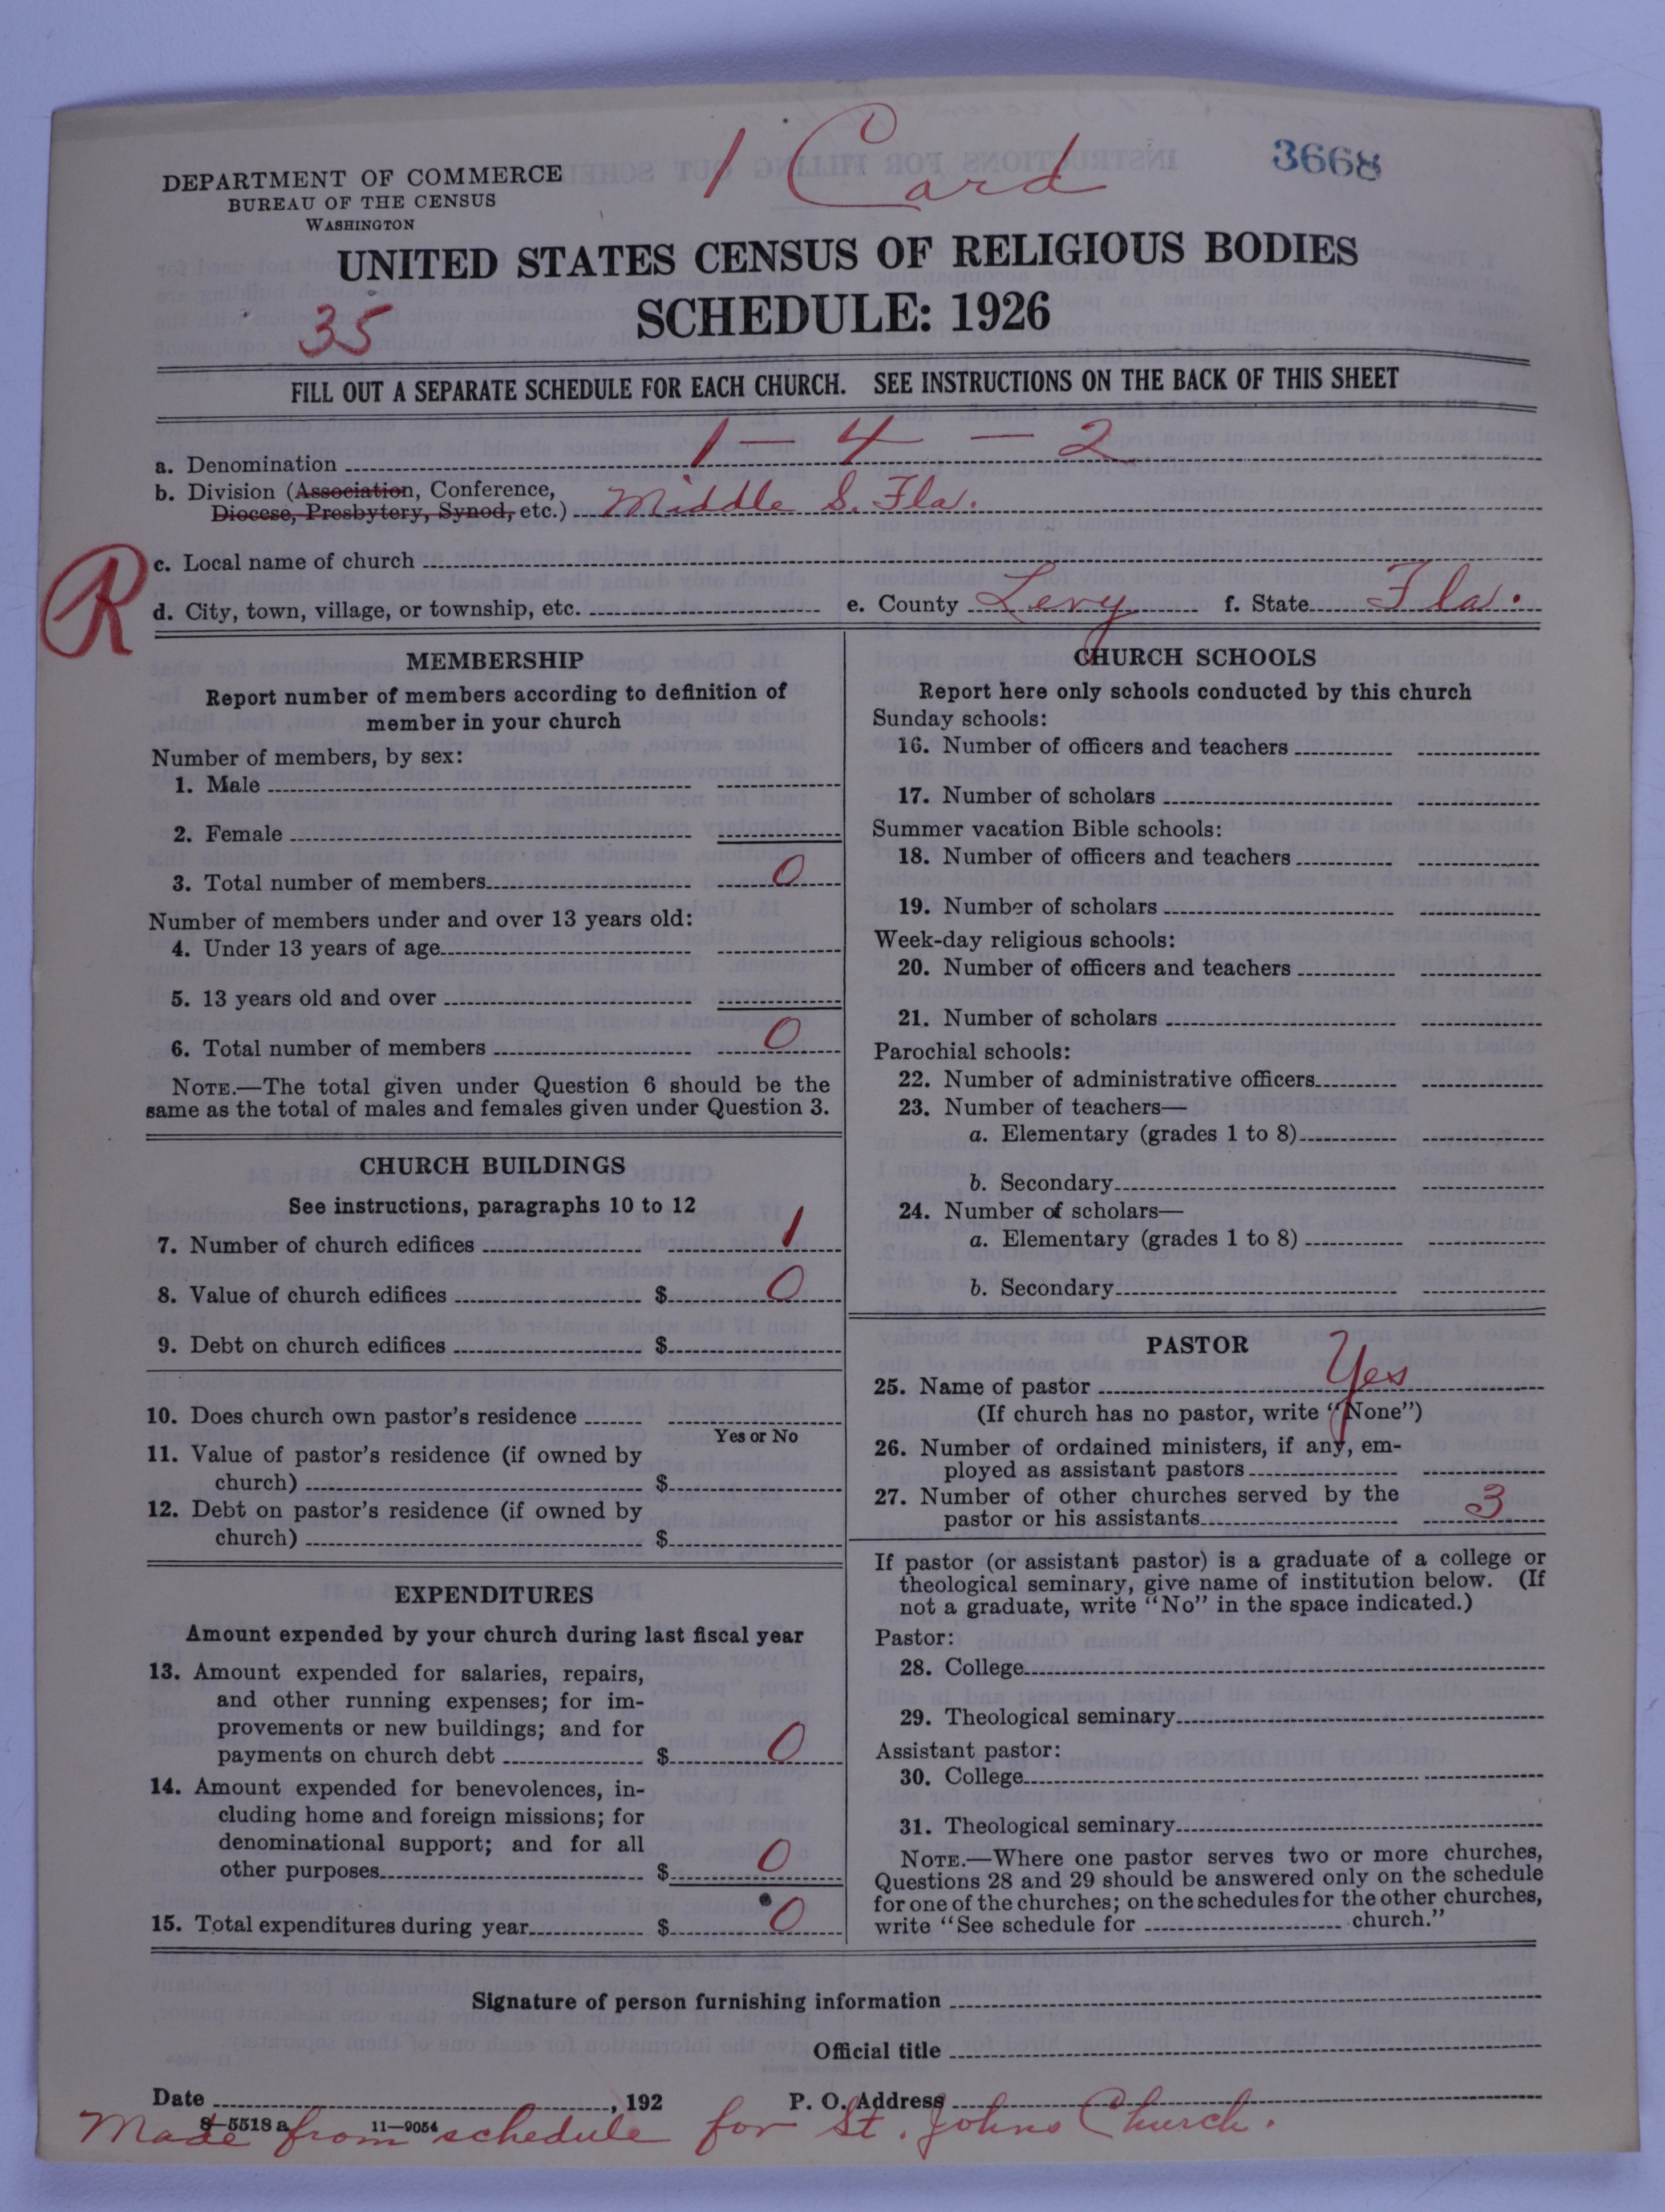 1 Card
3668
DEPARTMENT OF COMMERCE
BUREAU OF THE CENSUS
WASHINGTON
UNITED STATES CENSUS OF RELIGIOUS BODIES
SCHEDULE: 1926
35
FILL OUT A SEPARATE SCHEDULE FOR EACH CHURCH. SEE INSTRUCTIONS ON THE BACK OF THIS SHEET
a. Denomination 1 — 4 — 2
b. Division (Association, Conference,
Diocese, Presbytery, Synod, etc.) Middle S. Fla.
R
c. Local name of church
d. City, town, village, or township, etc. e. County Levy f. State Fla.
MEMBERSHIP
Report number of members according to definition of
member in your church
Number of members, by sex:
1. Male
2. Female
3. Total number of members 0
Number of members under and over 13 years old:
4. Under 13 years of age
5. 13 years old and over
6. Total number of members 0
NOTE.—The total given under Question 6 should be the
same as the total of males and females given under Question 3.
CHURCH BUILDINGS
See instructions, paragraphs 10 to 12
7. Number of church edifices 1
8. Value of church edifices $ 0
9. Debt on church edifices $
10. Does church own pastor's residence
Yes or No
11. Value of pastor's residence (if owned by
church) $
12. Debt on pastor's residence (if owned by
church) $
EXPENDITURES
Amount expended by your church during last fiscal year
13. Amount expended for salaries, repairs,
and other running expenses; for im-
provements or new buildings; and for
payments on church debt $ 0
14. Amount expended for benevolences, in-
cluding home and foreign missions; for
denominational support; and for all
other purposes $ 0
15. Total expenditures during year $ 0
CHURCH SCHOOLS
Report here only schools conducted by this church
Sunday schools:
16. Number of officers and teachers
17. Number of scholars
Summer vacation Bible schools:
18. Number of officers and teachers
19. Number of scholars
Week-day religious schools:
20. Number of officers and teachers
21. Number of scholars
Parochial schools:
22. Number of administrative officers
23. Number of teachers—
a. Elementary (grades 1 to 8)
b. Secondary
24. Number of scholars—
a. Elementary (grades 1 to 8)
b. Secondary
PASTOR
25. Name of pastor Yes
(If church has no pastor, write "None")
26. Number of ordained ministers, if any, em-
ployed as assistant pastors
27. Number of other churches served by the
pastor or his assistants 3
If pastor (or assistant pastor) is a graduate of a college or
theological seminary, give name of institution below. (If
not a graduate, write "No" in the space indicated.)
Pastor:
28. College
29. Theological seminary
Assistant pastor:
30. College
31. Theological seminary
NOTE.—Where one pastor serves two or more churches,
Questions 28 and 29 should be answered only on the schedule
for one of the churches; on the schedules for the other churches,
write "See schedule for church."
Signature of person furnishing information
Official title
Date , 192 P. O. Address
8—5518 a 11—9054
Made from schedule for St. Johns Church.